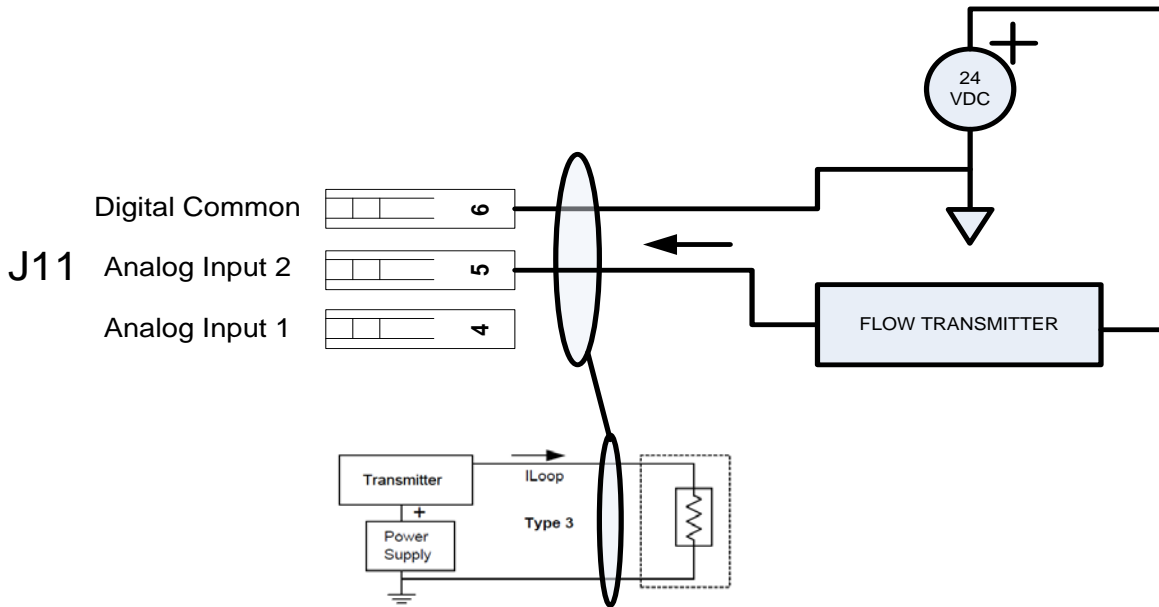 24
VDC
Digital Common
6
J11
Analog Input 2
5
Analog Input 1
4
FLOW TRANSMITTER
Transmitter
ILoop
+
Type 3
Power
Supply